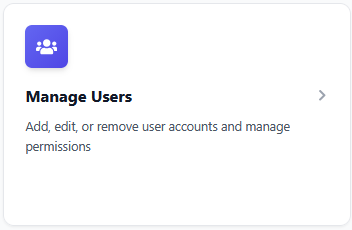 Manage Users
Add, edit, or remove user accounts and manage
permissions